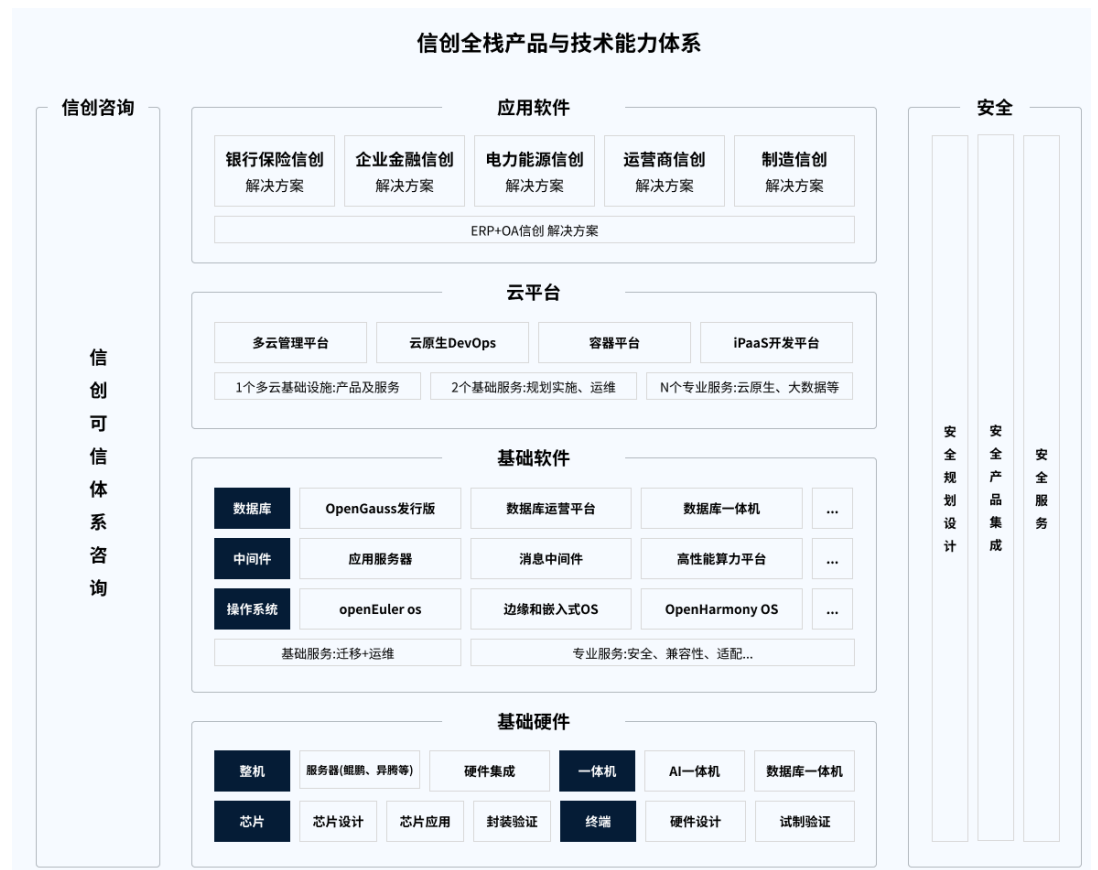 信创全栈产品与技术能力体系
信创咨询
信创可信体系咨询
应用软件
银行保险信创
解决方案
企业金融信创
解决方案
电力能源信创
解决方案
运营商信创
解决方案
制造信创
解决方案
ERP+OA信创 解决方案
云平台
多云管理平台
云原生DevOps
容器平台
iPaaS开发平台
1个多云基础设施:产品及服务
2个基础服务:规划实施、运维
N个专业服务:云原生、大数据等
基础软件
数据库
OpenGauss发行版
数据库运营平台
数据库一体机
...
中间件
应用服务器
消息中间件
高性能算力平台
...
操作系统
openEuler os
边缘和嵌入式OS
OpenHarmony OS
...
基础服务:迁移+运维
专业服务:安全、兼容性、适配...
基础硬件
整机
服务器(鲲鹏、异腾等)
硬件集成
一体机
AI一体机
数据库一体机
芯片
芯片设计
芯片应用
封装验证
终端
硬件设计
试制验证
安全
安全规划设计
安全产品集成
安全服务